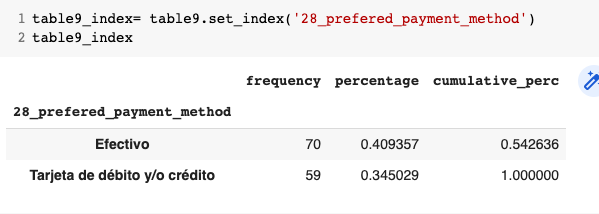 1 table9_index= table9.set_index('28_prefered_payment_method')
2 table9_index
frequency percentage cumulative_perc
28_prefered_payment_method
Efectivo 70 0.409357 0.542636
Tarjeta de débito y/o crédito 59 0.345029 1.000000